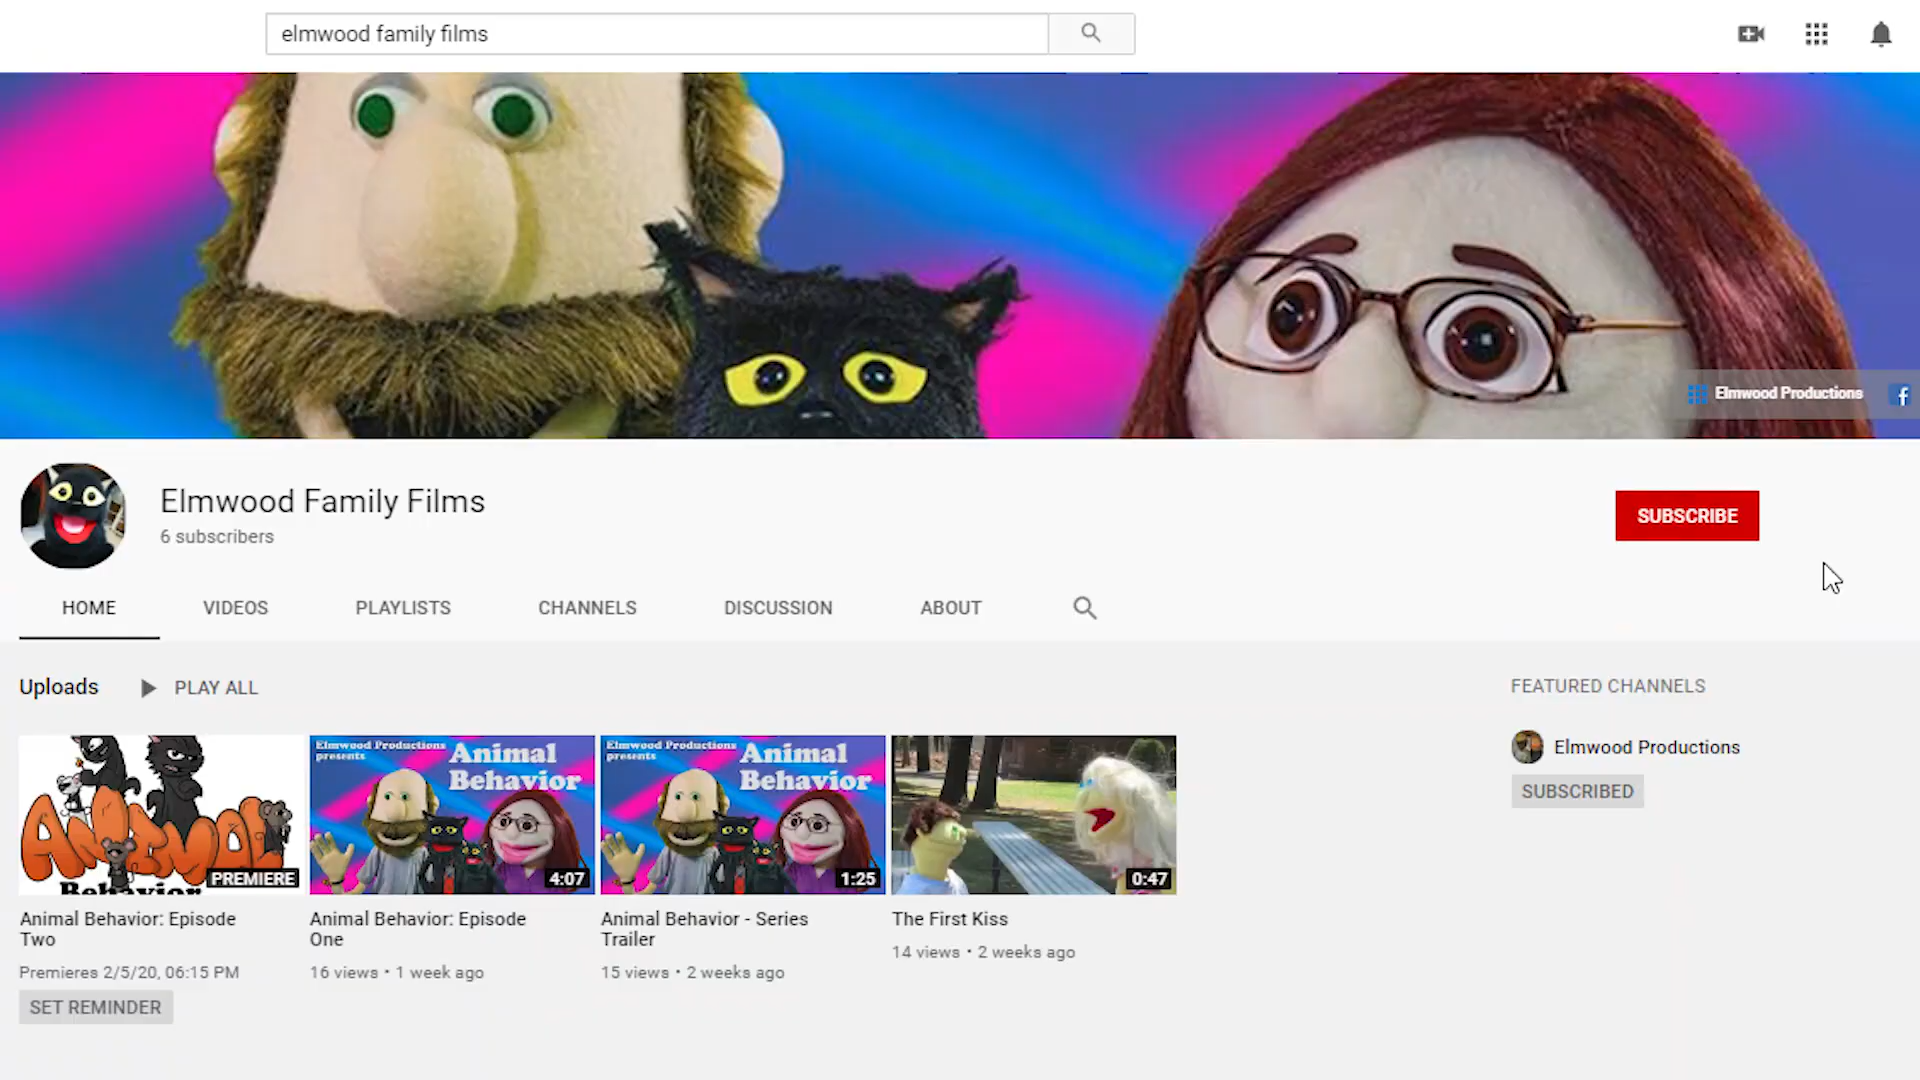 elmwood family films
Elmwood Productions
Elmwood Family Films
6 subscribers
SUBSCRIBE
HOME
VIDEOS
PLAYLISTS
CHANNELS
DISCUSSION
ABOUT
Uploads
PLAY ALL
FEATURED CHANNELS
Elmwood Productions
SUBSCRIBED
ANIMAL
Behavior
PREMIERE
Animal Behavior: Episode
Two
Premieres 2/5/20, 06:15 PM
SET REMINDER
Elmwood Productions
presents
Animal
Behavior
4:07
Animal Behavior: Episode
One
16 views • 1 week ago
Elmwood Productions
presents
Animal
Behavior
1:25
Animal Behavior - Series
Trailer
15 views • 2 weeks ago
0:47
The First Kiss
14 views • 2 weeks ago